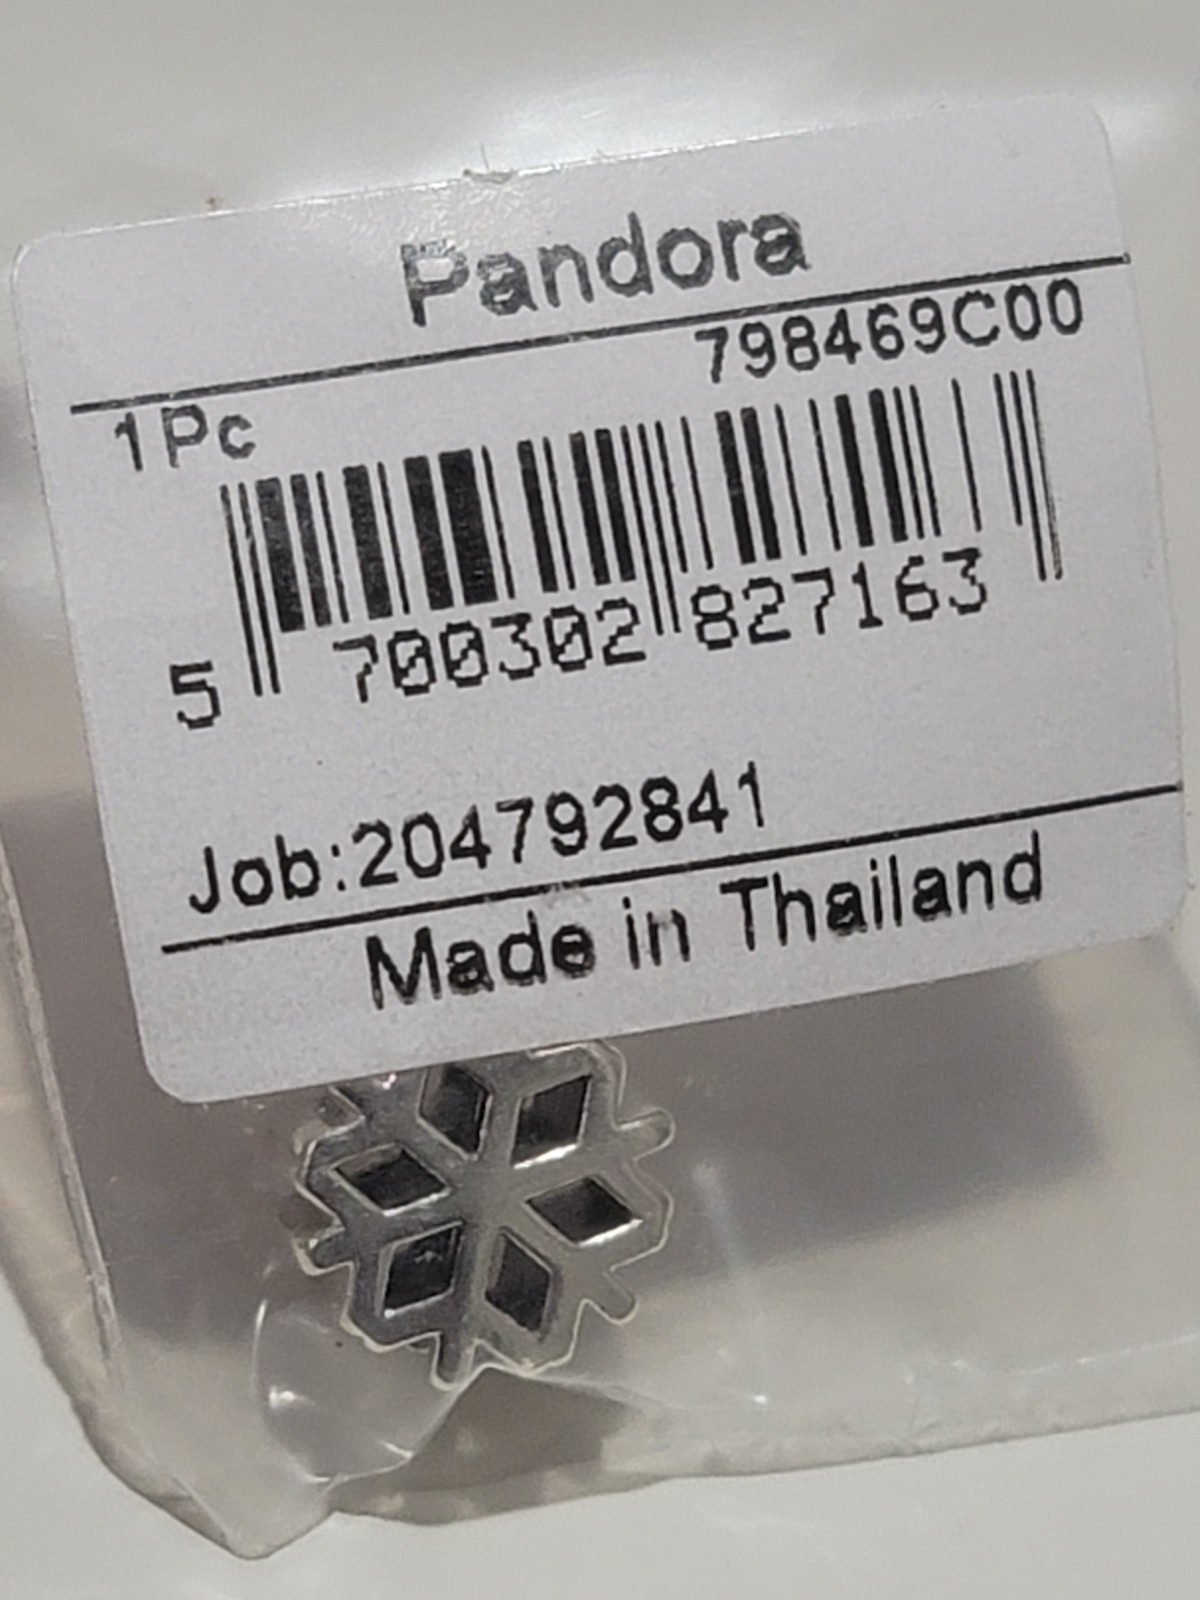 Pandora
798469C00
1Pc
5 700302 827163
Job:204792841
Made in Thailand